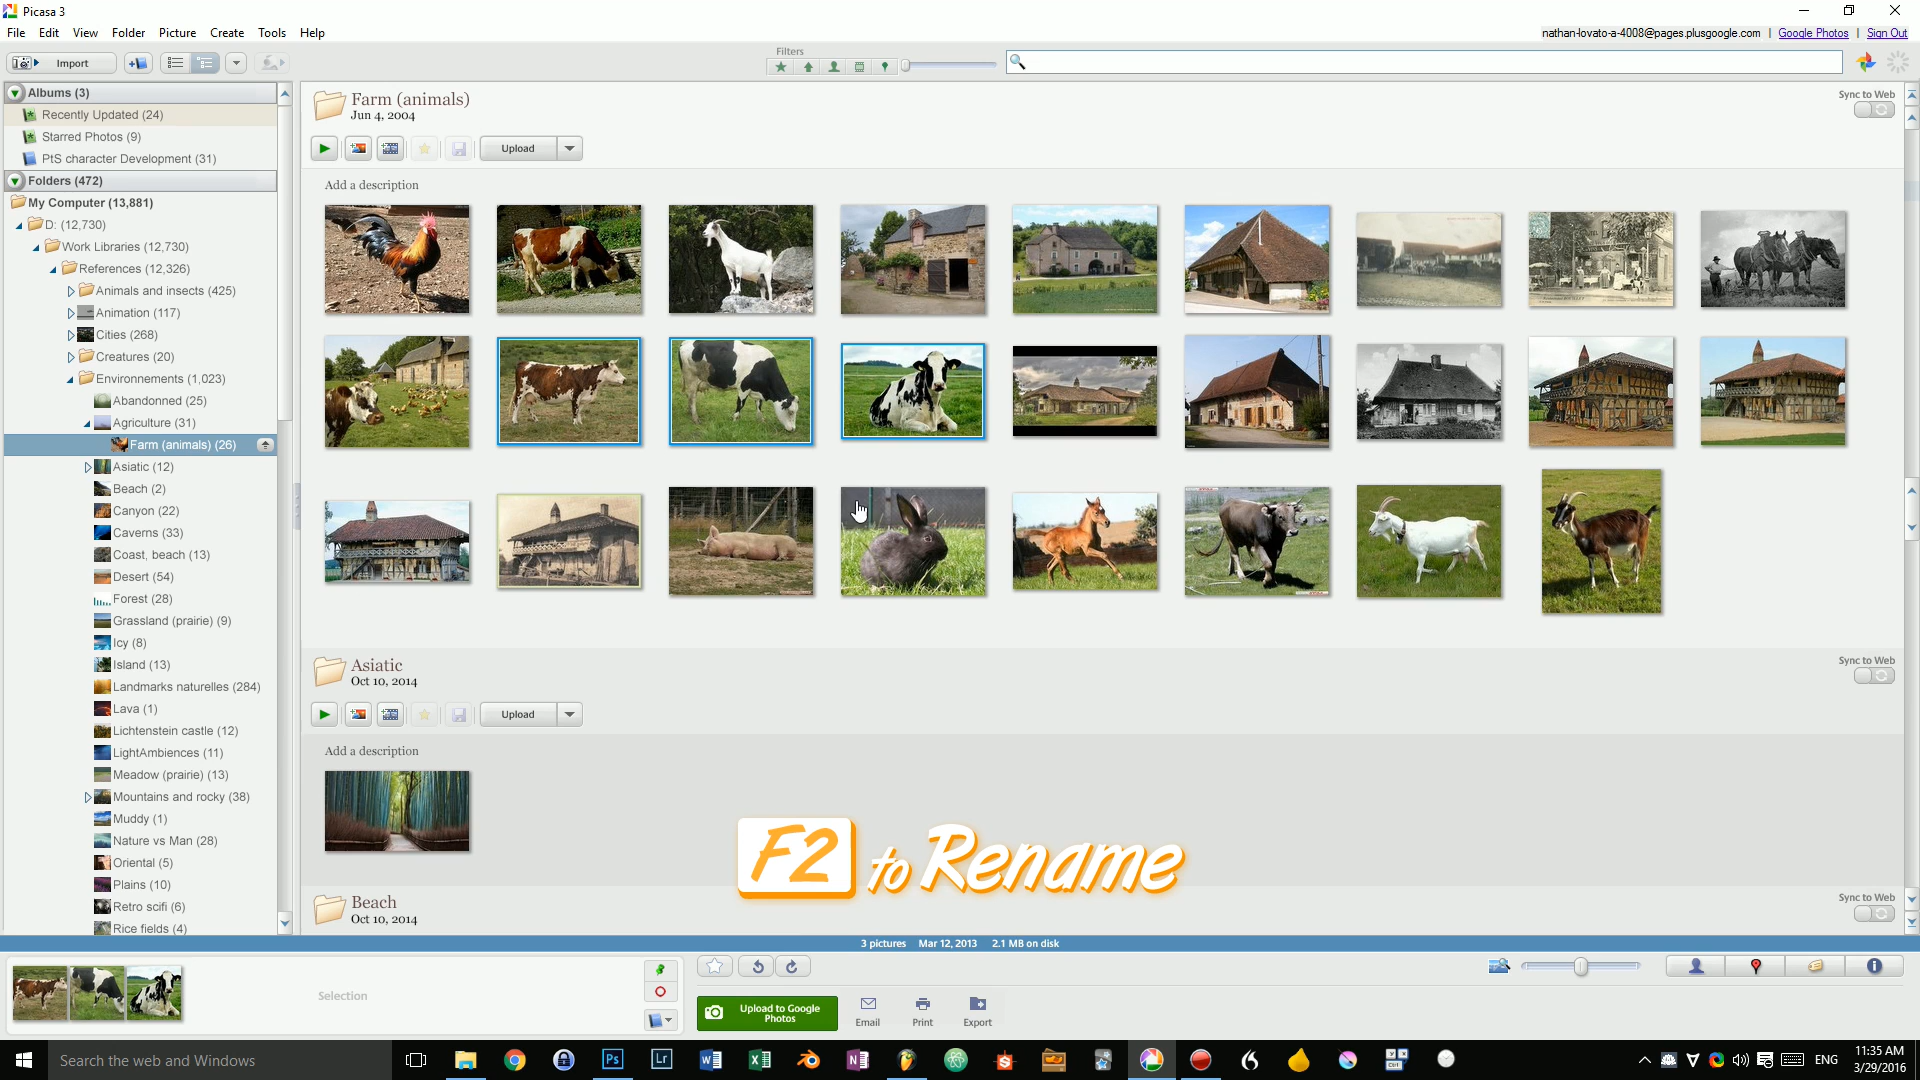 Picasa 3
File Edit View Folder Picture Create Tools Help
nathan-lovato-a-4008@pages.plusgoogle.com | Google Photos | Sign Out
Import
Filters
Albums (3)
Recently Updated (24)
Starred Photos (9)
PtS character Development (31)
Folders (472)
My Computer (13,881)
D: (12,730)
Work Libraries (12,730)
References (12,326)
Animals and insects (425)
Animation (117)
Cities (268)
Creatures (20)
Environnements (1,023)
Abandonned (25)
Agriculture (31)
Farm (animals) (26)
Asiatic (12)
Beach (2)
Canyon (22)
Caverns (33)
Coast, beach (13)
Desert (54)
Forest (28)
Grassland (prairie) (9)
Icy (8)
Island (13)
Landmarks naturelles (284)
Lava (1)
Lichtenstein castle (12)
LightAmbiences (11)
Meadow (prairie) (13)
Mountains and rocky (38)
Muddy (1)
Nature vs Man (28)
Oriental (5)
Plains (10)
Retro scifi (6)
Rice fields (4)
Farm (animals)
Jun 4, 2004
Sync to Web
Upload
Add a description
Asiatic
Oct 10, 2014
Sync to Web
Upload
Add a description
F2 to Rename
Beach
Oct 10, 2014
Sync to Web
3 pictures Mar 12, 2013 2.1 MB on disk
Selection
Upload to Google
Photos
Email
Print
Export
Search the web and Windows
Ps
Lr
ENG
11:35 AM
3/29/2016